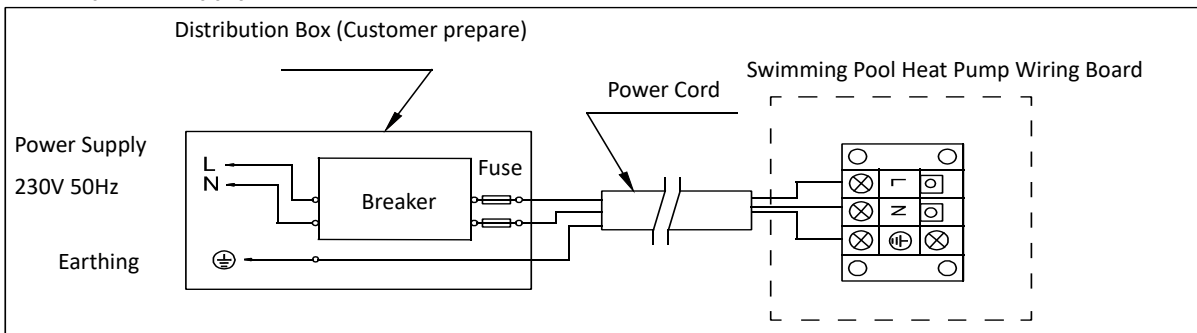 Distribution Box (Customer prepare)
Swimming Pool Heat Pump Wiring Board
Power Cord
Power Supply
230V 50Hz
L
N
Fuse
Breaker
Earthing
L
N